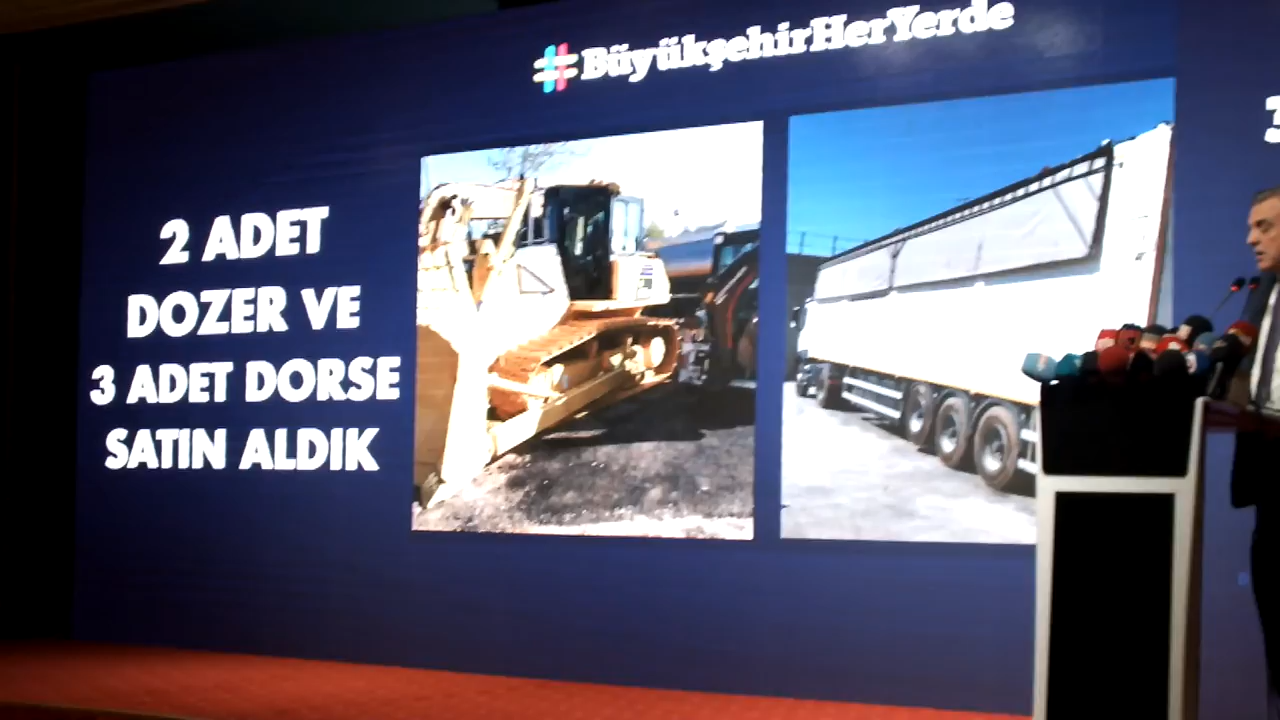 #BüyükşehirHerYerde
2 ADET
DOZER VE
3 ADET DORSE
SATIN ALDIK